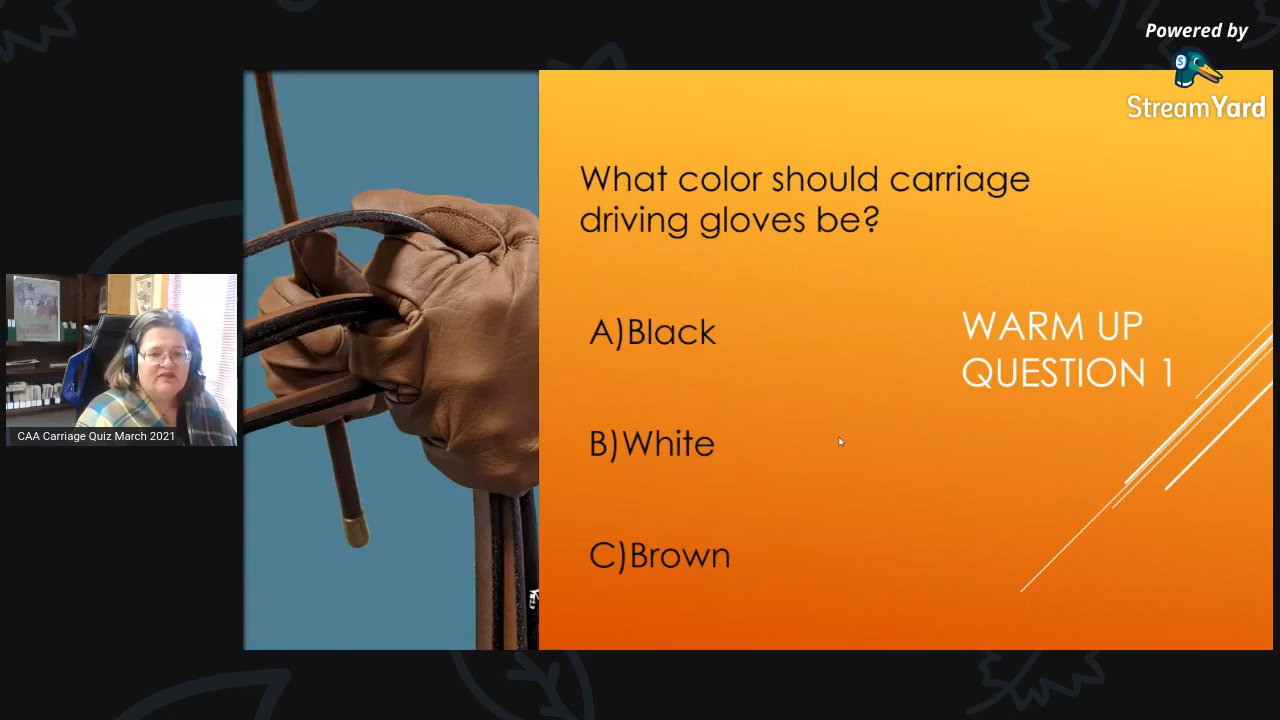 Powered by
StreamYard
What color should carriage
driving gloves be?
A)Black
B)White
C)Brown
WARM UP
QUESTION 1
CAA Carriage Quiz March 2021